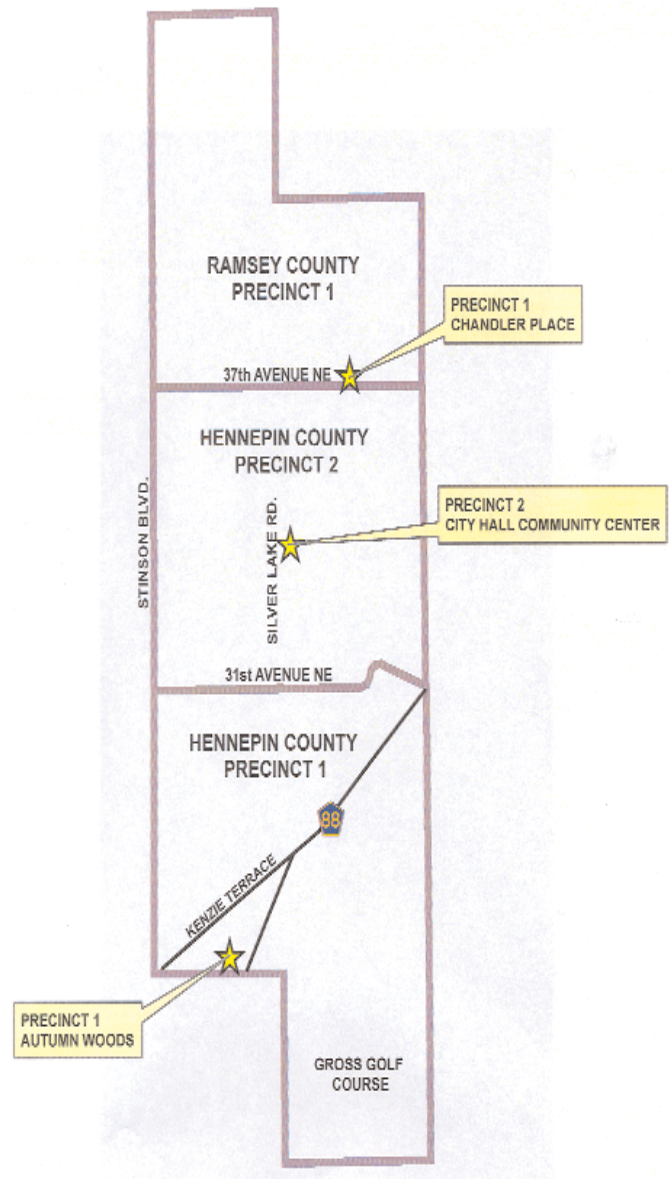 RAMSEY COUNTY
PRECINCT 1
PRECINCT 1
CHANDLER PLACE
37th AVENUE NE
HENNEPIN COUNTY
PRECINCT 2
STINSON BLVD.
SILVER LAKE RD.
PRECINCT 2
CITY HALL COMMUNITY CENTER
31st AVENUE NE
HENNEPIN COUNTY
PRECINCT 1
88
KENZIE TERRACE
PRECINCT 1
AUTUMN WOODS
GROSS GOLF
COURSE